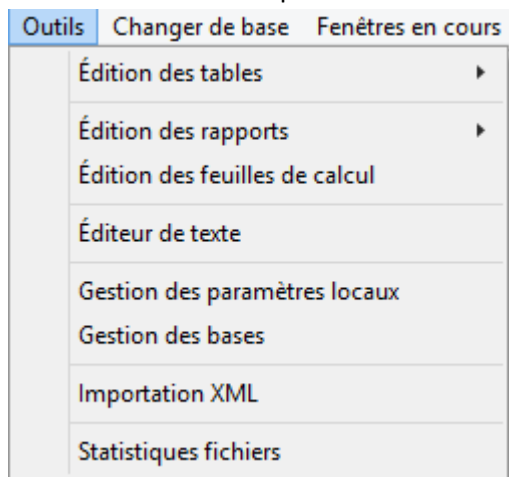 Outils Changer de base Fenêtres en cours
Édition des tables
Édition des rapports
Édition des feuilles de calcul
Éditeur de texte
Gestion des paramètres locaux
Gestion des bases
Importation XML
Statistiques fichiers